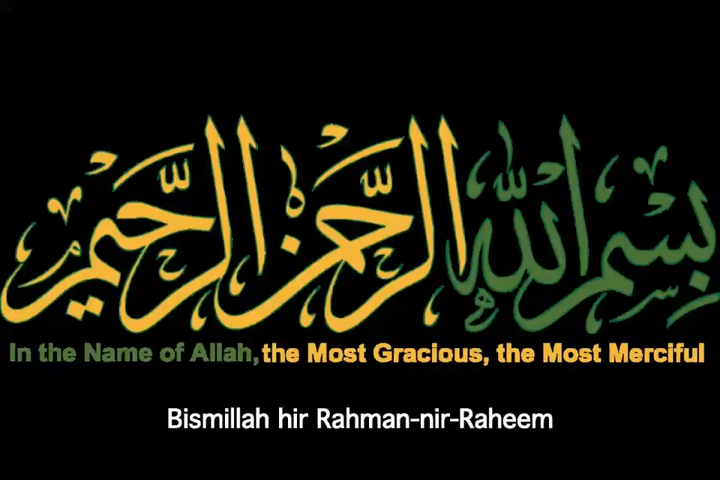 بسم الله الرحمن الرحيم
In the Name of Allah, the Most Gracious, the Most Merciful
Bismillah hir Rahman-nir-Raheem